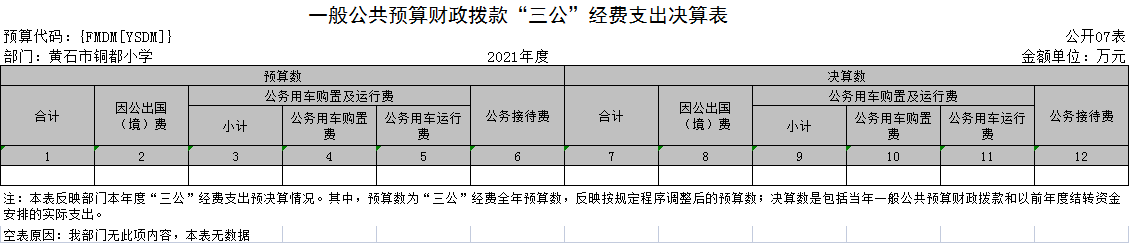 一般公共预算财政拨款“三公”经费支出决算表
预算代码：{FMDM[YSDM]} 公开07表
部门：黄石市铜都小学 2021年度 金额单位：万元
预算数 决算数
合计 因公出国（境）费 公务用车购置及运行费 公务接待费 合计 因公出国（境）费 公务用车购置及运行费 公务接待费
小计 公务用车购置费 公务用车运行费 小计 公务用车购置费 公务用车运行费
1 2 3 4 5 6 7 8 9 10 11 12
注：本表反映部门本年度“三公”经费支出预决算情况。其中，预算数为“三公”经费全年预算数，反映按规定程序调整后的预算数；决算数是包括当年一般公共预算财政拨款和以前年度结转资金
安排的实际支出。
空表原因：我部门无此项内容，本表无数据